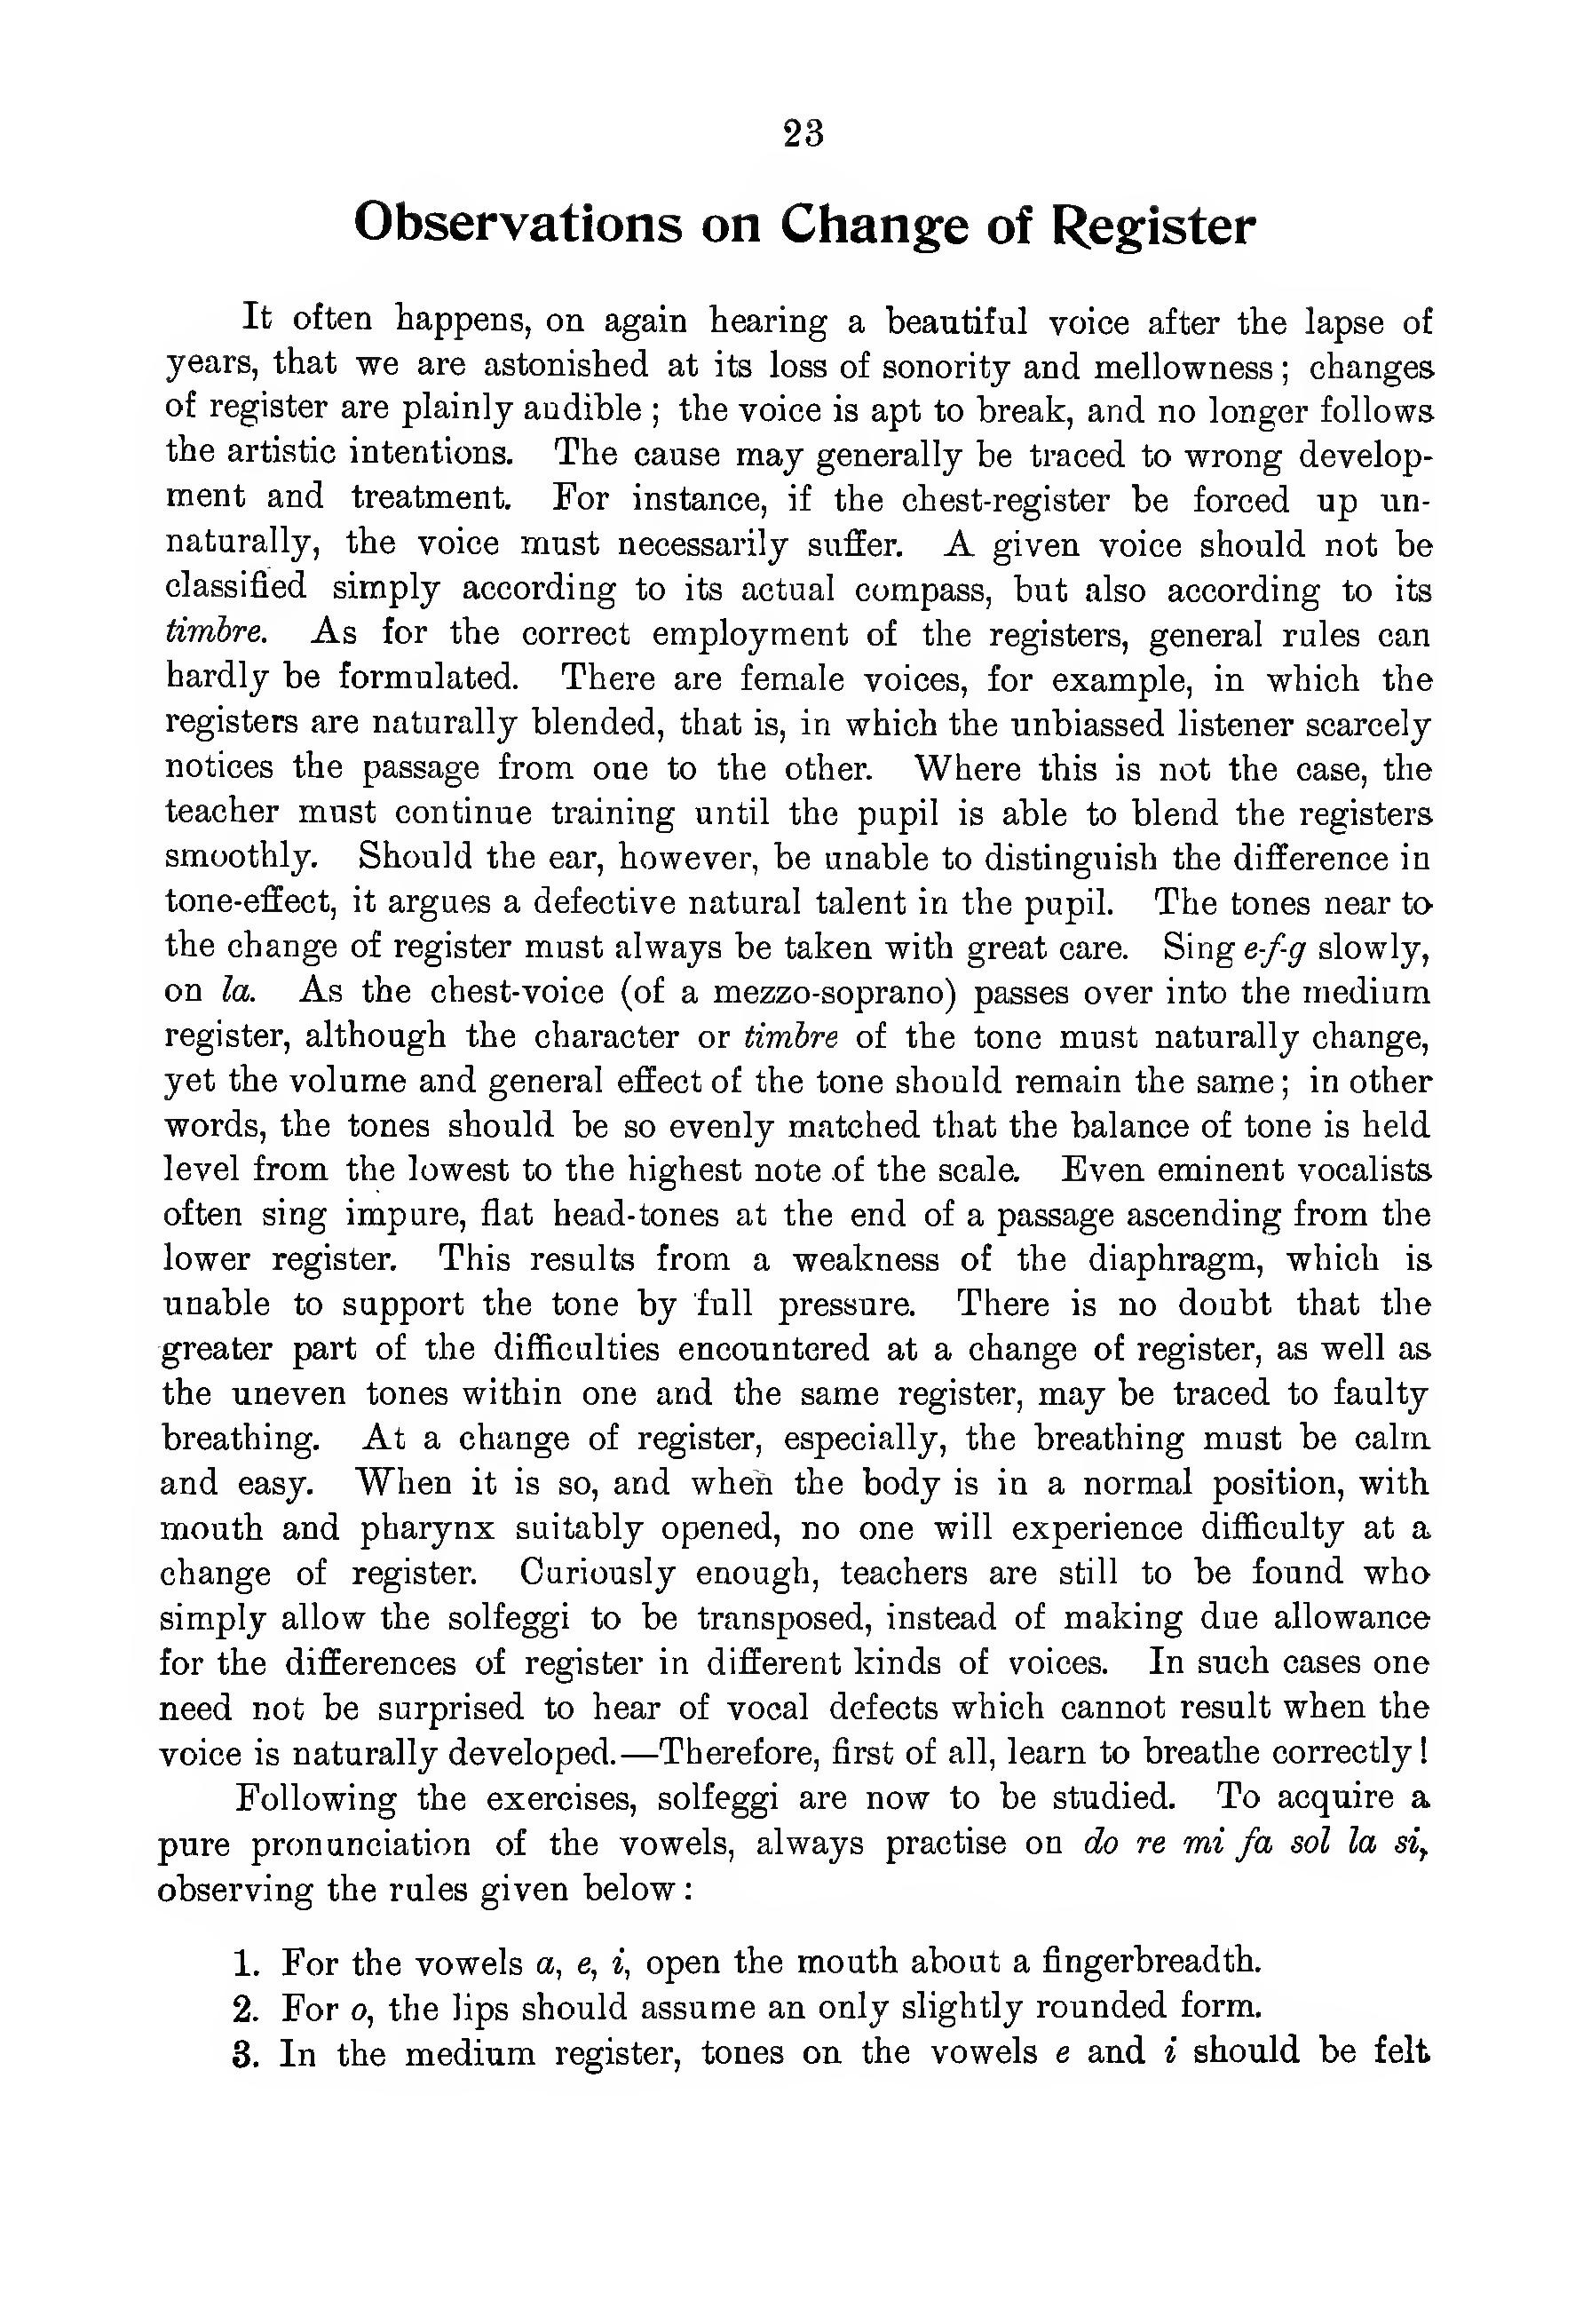 23
Observations on Change of Register
It often happens, on again hearing a beautiful voice after the lapse of
years, that we are astonished at its loss of sonority and mellowness; changes
of register are plainly audible; the voice is apt to break, and no longer follows
the artistic intentions. The cause may generally be traced to wrong develop-
ment and treatment. For instance, if the chest-register be forced up un-
naturally, the voice must necessarily suffer. A given voice should not be
classified simply according to its actual compass, but also according to its
timbre. As for the correct employment of the registers, general rules can
hardly be formulated. There are female voices, for example, in which the
registers are naturally blended, that is, in which the unbiassed listener scarcely
notices the passage from one to the other. Where this is not the case, the
teacher must continue training until the pupil is able to blend the registers
smoothly. Should the ear, however, be unable to distinguish the difference in
tone-effect, it argues a defective natural talent in the pupil. The tones near to
the change of register must always be taken with great care. Sing e-f-g slowly,
on la. As the chest-voice (of a mezzo-soprano) passes over into the medium
register, although the character or timbre of the tone must naturally change,
yet the volume and general effect of the tone should remain the same; in other
words, the tones should be so evenly matched that the balance of tone is held
level from the lowest to the highest note of the scale. Even eminent vocalists
often sing impure, flat head-tones at the end of a passage ascending from the
lower register. This results from a weakness of the diaphragm, which is
unable to support the tone by full pressure. There is no doubt that the
greater part of the difficulties encountered at a change of register, as well as
the uneven tones within one and the same register, may be traced to faulty
breathing. At a change of register, especially, the breathing must be calm
and easy. When it is so, and when the body is in a normal position, with
mouth and pharynx suitably opened, no one will experience difficulty at a
change of register. Curiously enough, teachers are still to be found who
simply allow the solfeggi to be transposed, instead of making due allowance
for the differences of register in different kinds of voices. In such cases one
need not be surprised to hear of vocal defects which cannot result when the
voice is naturally developed.—Therefore, first of all, learn to breathe correctly!
Following the exercises, solfeggi are now to be studied. To acquire a
pure pronunciation of the vowels, always practise on do re mi fa sol la si,
observing the rules given below:
1. For the vowels a, e, i, open the mouth about a fingerbreadth.
2. For o, the lips should assume an only slightly rounded form.
3. In the medium register, tones on the vowels e and i should be felt